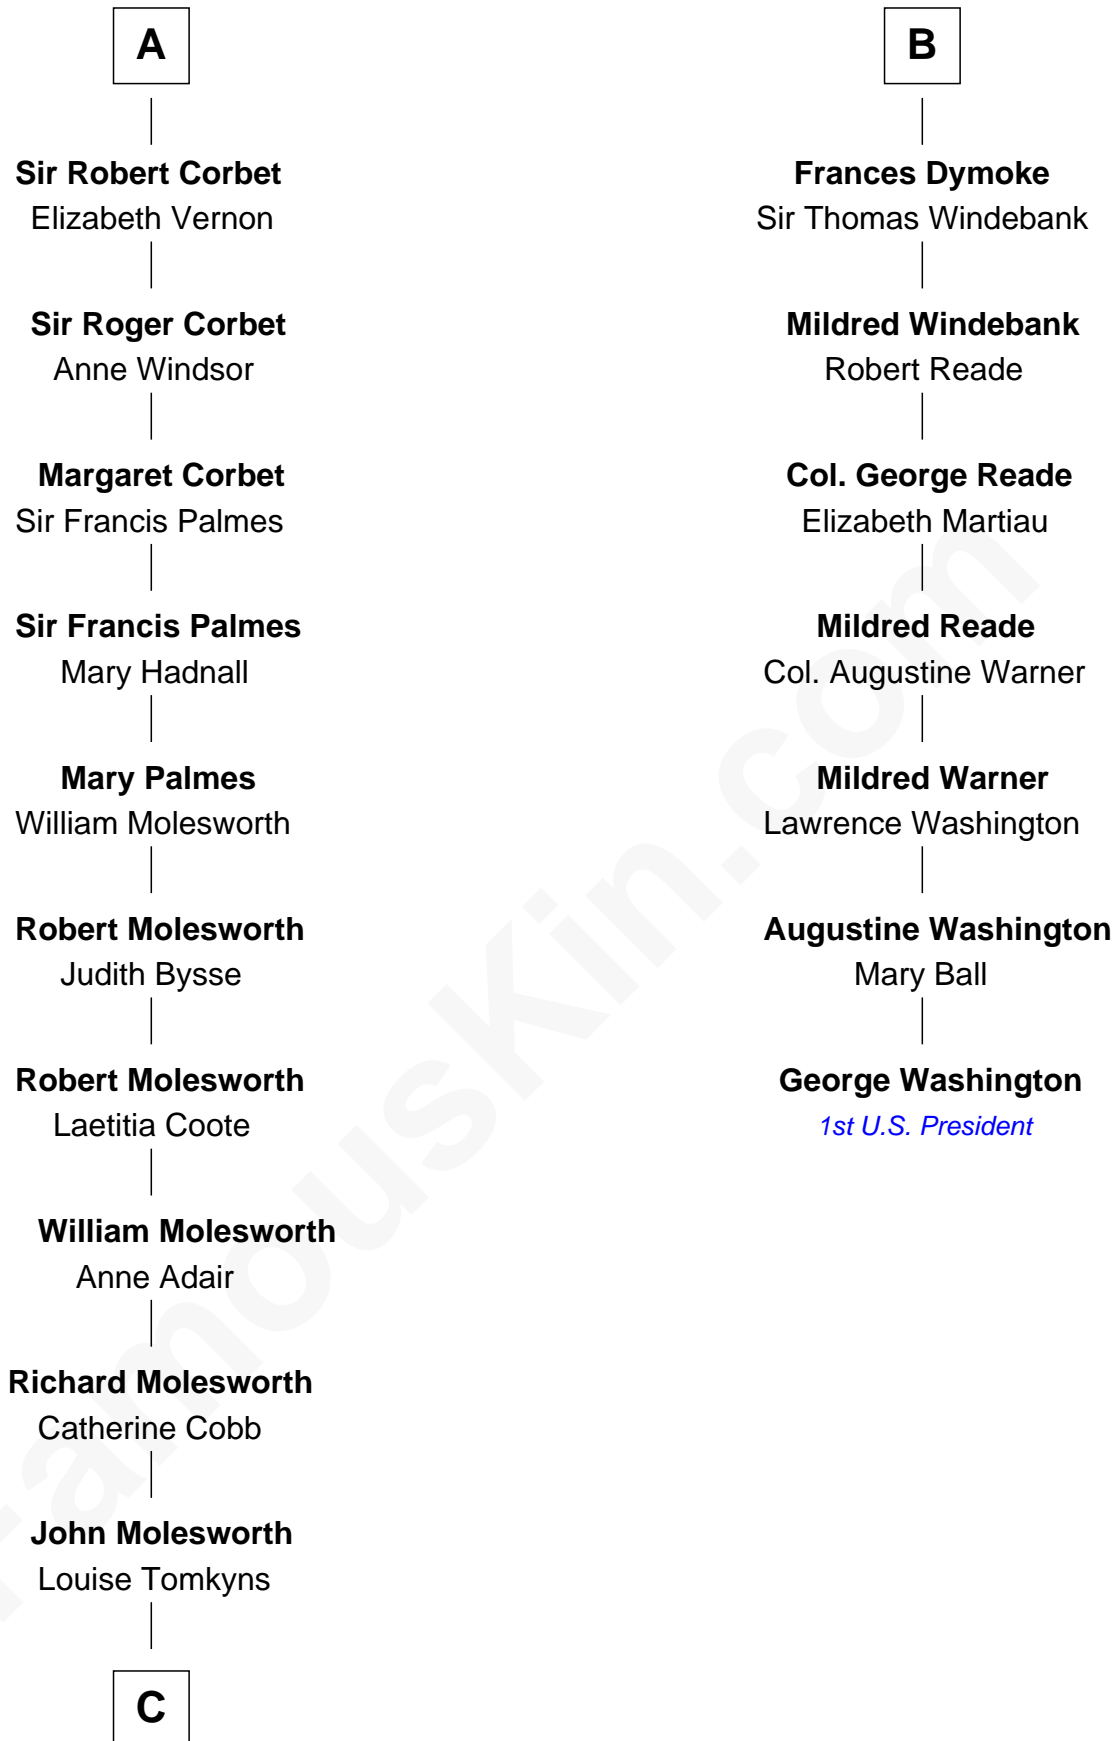 A
Sir Robert Corbet
Elizabeth Vernon
Sir Roger Corbet
Anne Windsor
Margaret Corbet
Sir Francis Palmes
Sir Francis Palmes
Mary Hadnall
Mary Palmes
William Molesworth
Robert Molesworth
Judith Bysse
Robert Molesworth
Laetitia Coote
William Molesworth
Anne Adair
Richard Molesworth
Catherine Cobb
John Molesworth
Louise Tomkyns
C
B
Frances Dymoke
Sir Thomas Windebank
Mildred Windebank
Robert Reade
Col. George Reade
Elizabeth Martiau
Mildred Reade
Col. Augustine Warner
Mildred Warner
Lawrence Washington
Augustine Washington
Mary Ball
George Washington
1st U.S. President
FamousKin.com